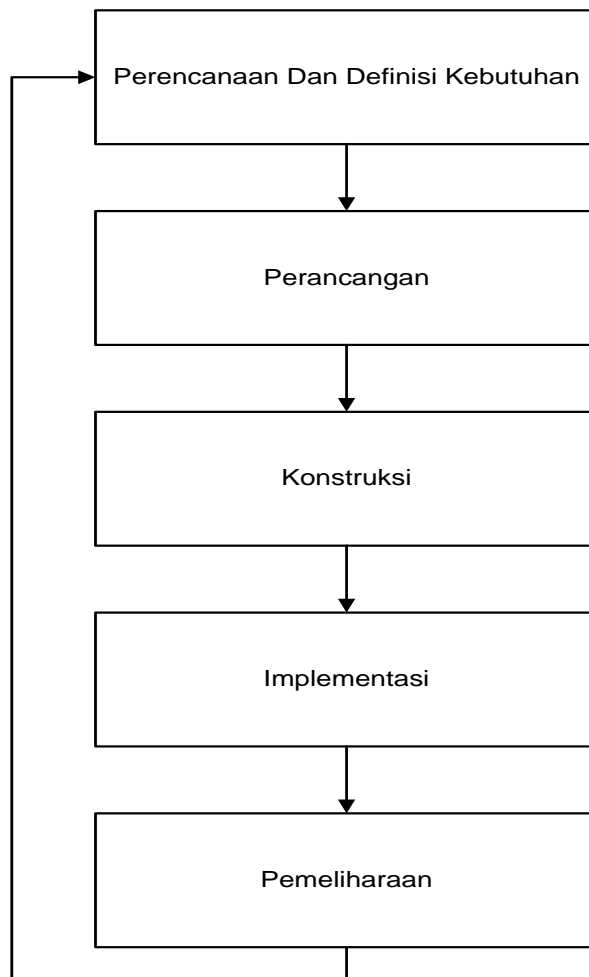 Perencanaan Dan Definisi Kebutuhan
Perancangan
Konstruksi
Implementasi
Pemeliharaan